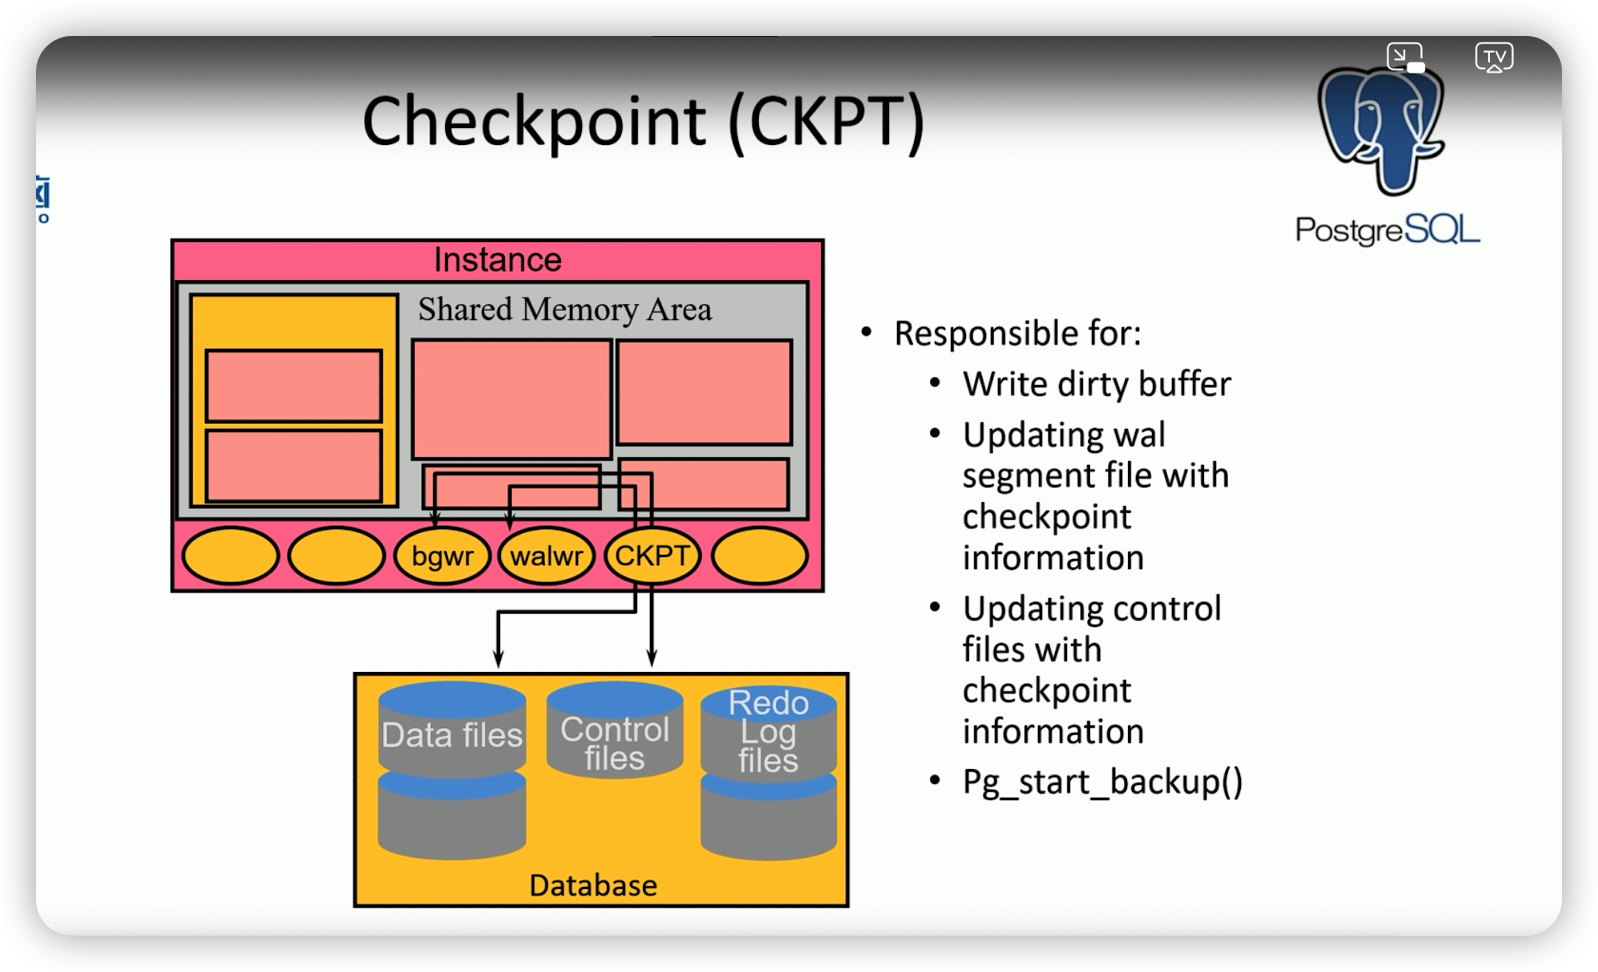 TV
Checkpoint (CKPT)
PostgreSQL
Instance
Shared Memory Area
bgwr
walwr
CKPT
Data files
Control
files
Redo
Log
files
Database
• Responsible for:
• Write dirty buffer
• Updating wal
segment file with
checkpoint
information
• Updating control
files with
checkpoint
information
• Pg_start_backup()